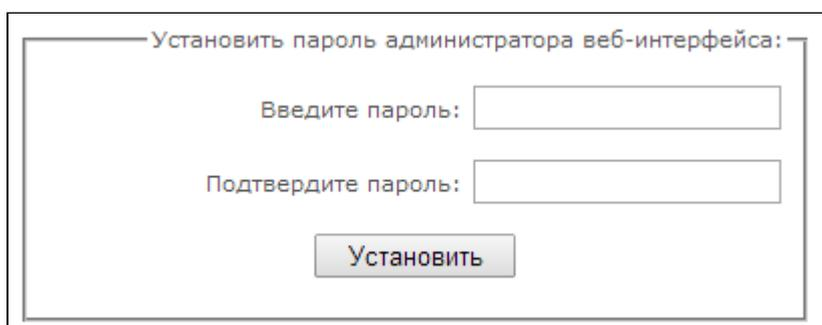 Установить пароль администратора веб-интерфейса:
Введите пароль:
Подтвердите пароль:
Установить